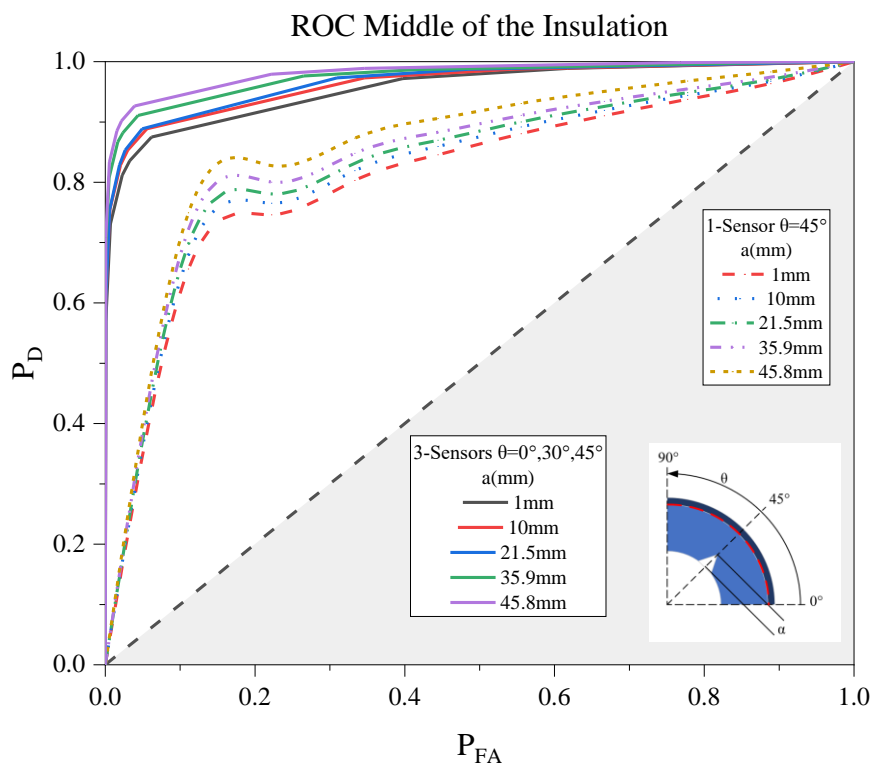 ROC Middle of the Insulation
1.0
0.8
0.6
0.4
0.2
0.0
P_D
0.0
0.2
0.4
0.6
0.8
1.0
P_FA
1-Sensor θ=45°
a(mm)
1mm
10mm
21.5mm
35.9mm
45.8mm
3-Sensors θ=0°,30°,45°
a(mm)
1mm
10mm
21.5mm
35.9mm
45.8mm
90°
θ
45°
0°
α